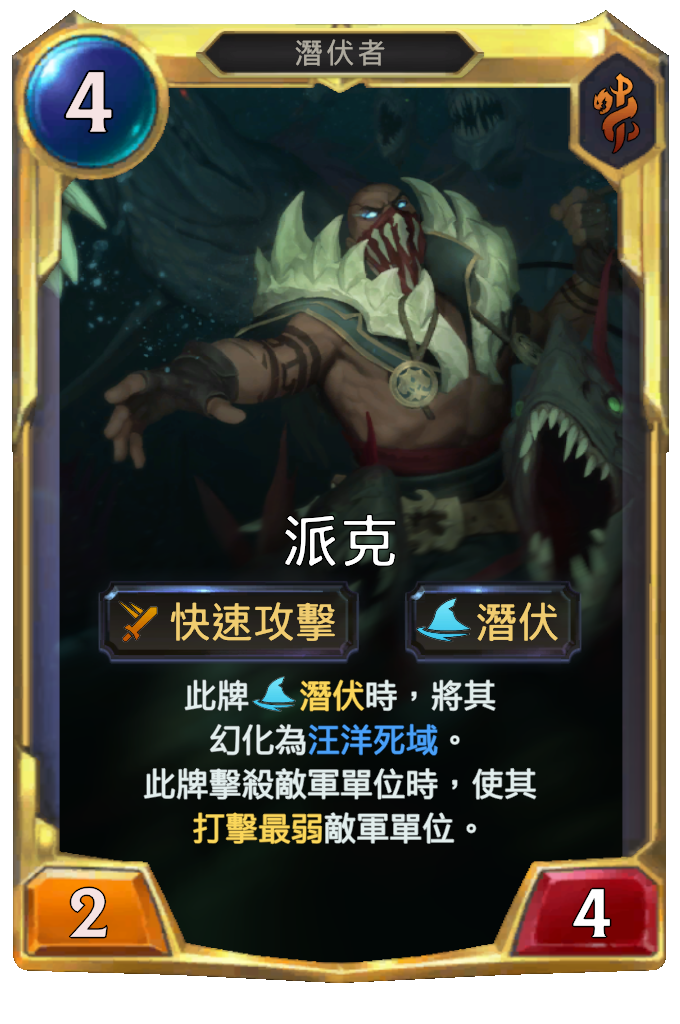 潛伏者
4
派克
快速攻擊 潛伏
此牌潛伏時，將其
幻化為汪洋死域。
此牌擊殺敵軍單位時，使其
打擊最弱敵軍單位。
2
4